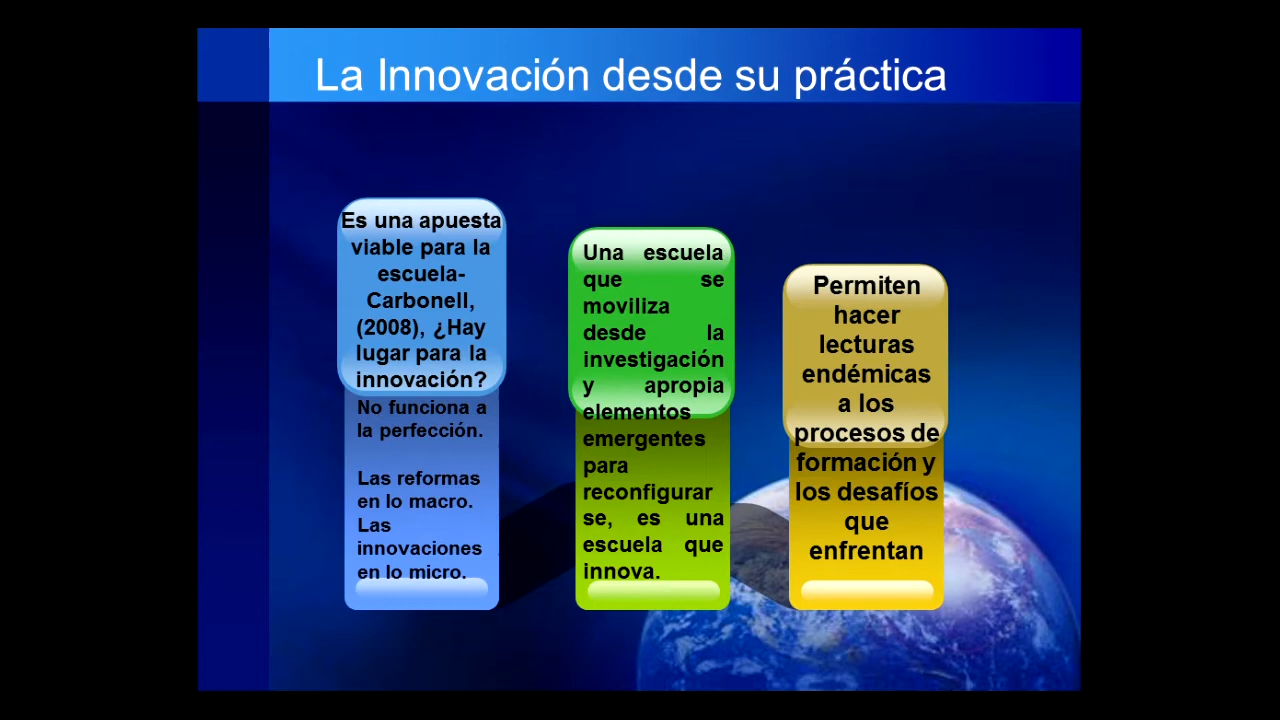 La Innovación desde su práctica
Es una apuesta
viable para la
escuela-
Carbonell,
(2008), ¿Hay
lugar para la
innovación?
No funciona a
la perfección.
Las reformas
en lo macro.
Las
innovaciones
en lo micro.
Una escuela
que se
moviliza
desde la
investigación
y apropia
elementos
emergentes
para
reconfigurar
se, es una
escuela que
innova.
Permiten
hacer
lecturas
endémicas
a los
procesos de
formación y
los desafíos
que
enfrentan